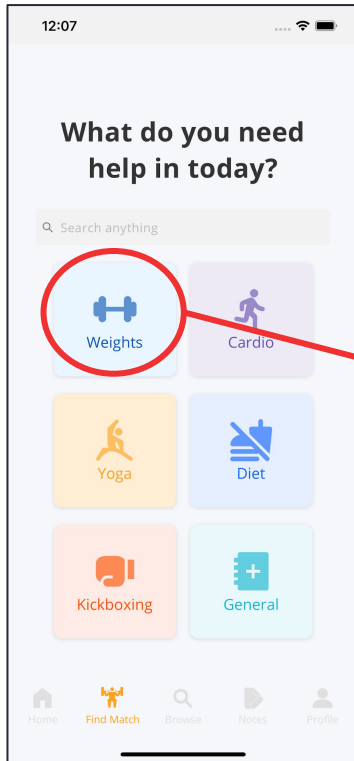 12:07
What do you need
help in today?
Search anything
Weights
Cardio
Yoga
Diet
Kickboxing
General
Home
Find Match
Browse
Notes
Profile